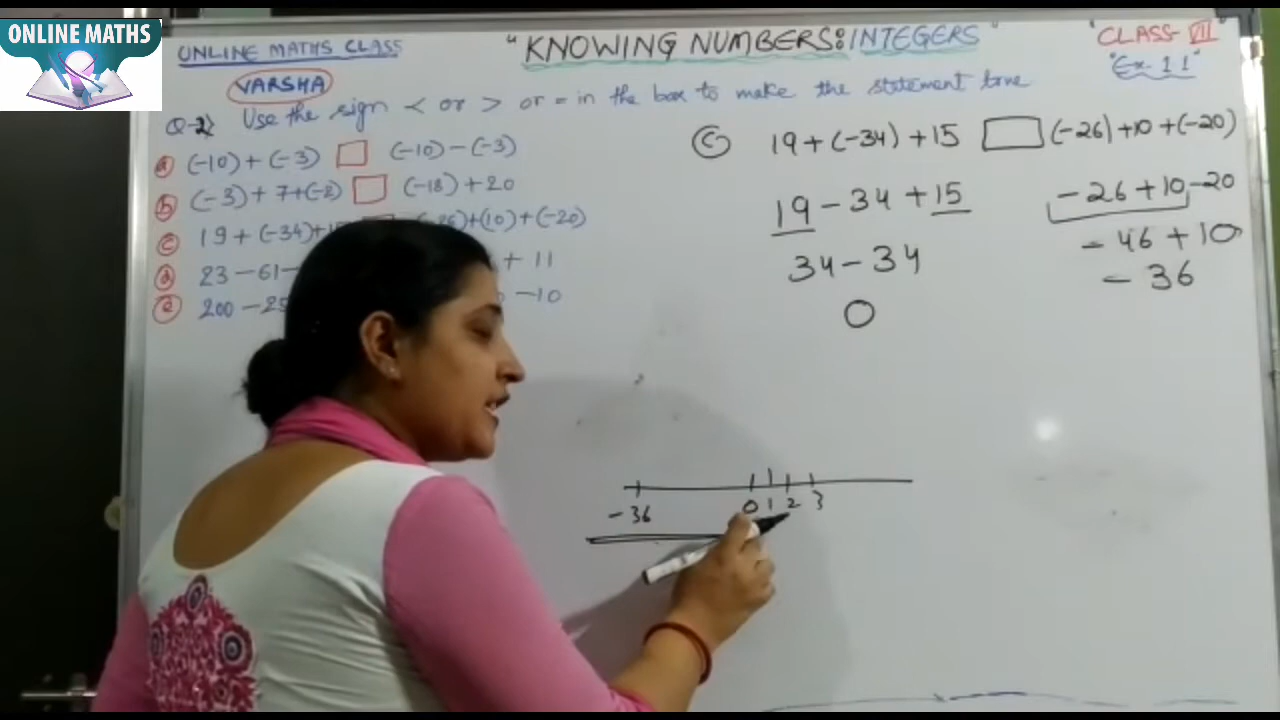 ONLINE MATHS
ONLINE MATHS CLASS
"KNOWING NUMBERS: INTEGERS"
"CLASS-VII"
"Ex. 1.1"
VARSHA
Q-2} Use the sign < or > or = in the box to make the statement true
(a) (-10) + (-3) □ (-10) - (-3)
(b) (-3) + 7 + (-2) □ (-18) + 20
(c) 19 + (-34) +
+(10) + (-20)
(d) 23 - 61 -
+ 11
(e) 200 -
- 10
(c) 19 + (-34) + 15 □ (-26) + 10 + (-20)
19 - 34 + 15
34 - 34
0
- 26 + 10 - 20
- 46 + 10
- 36
-36 0 1 2 3